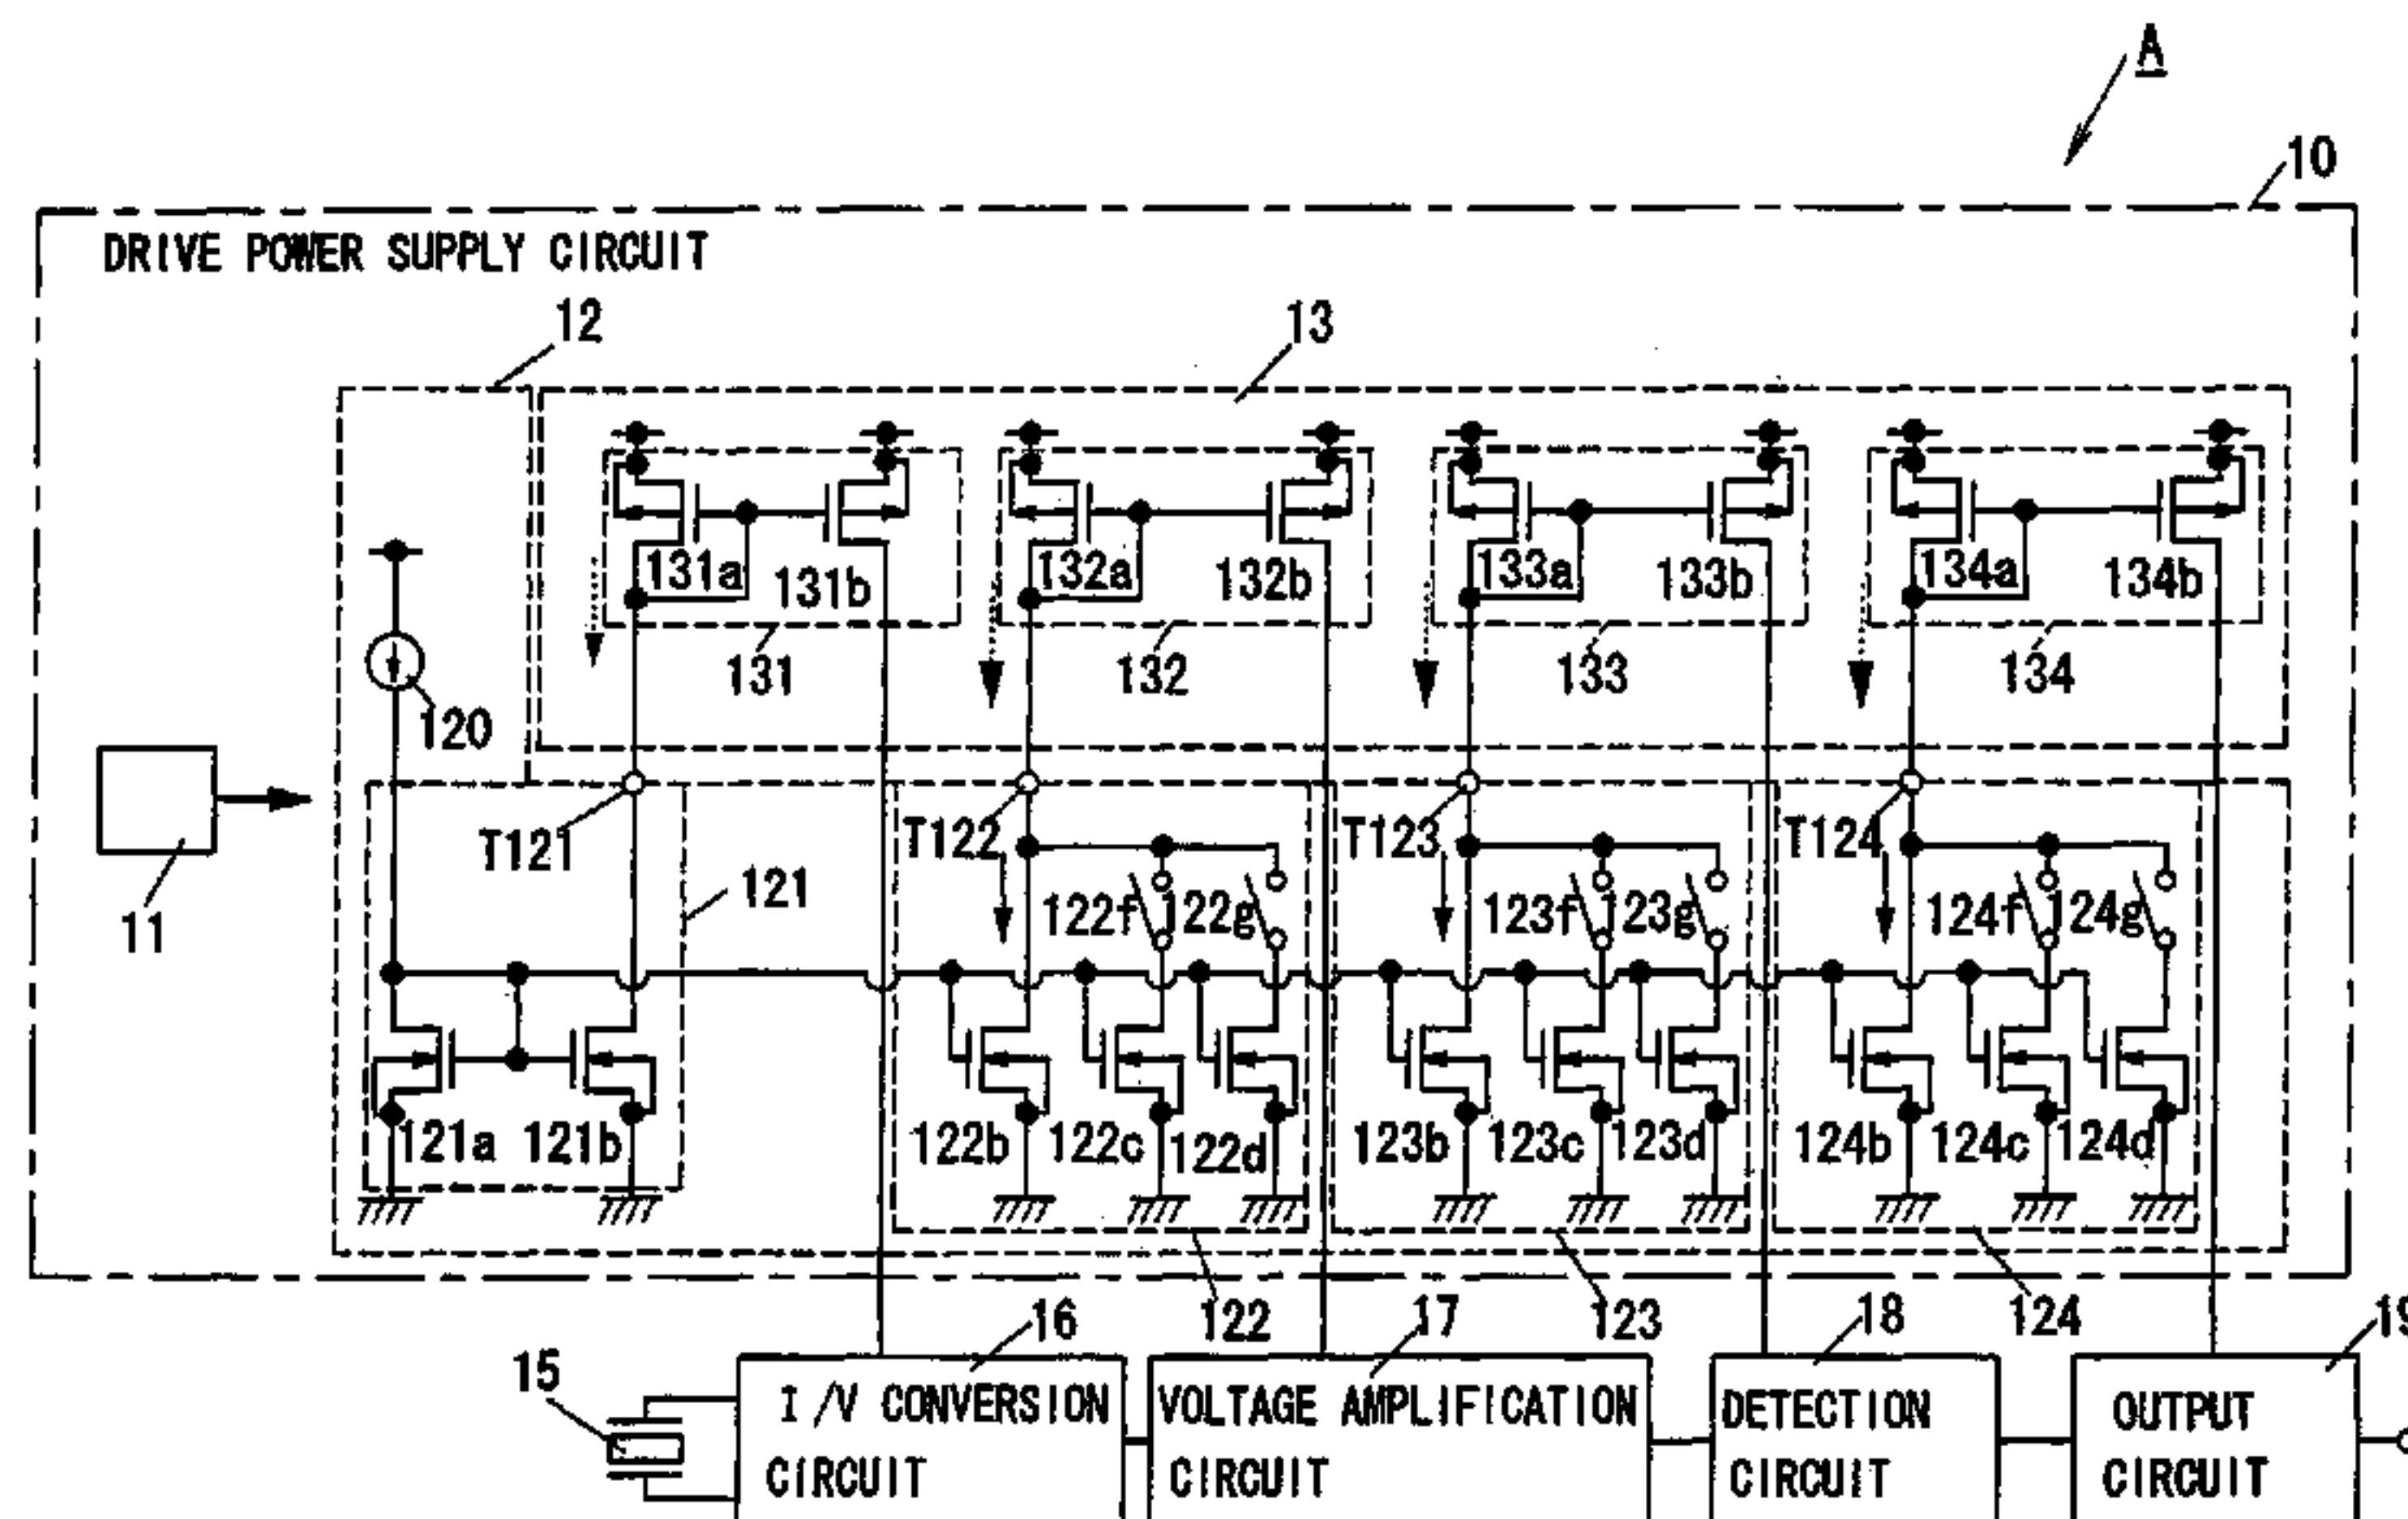 A
10
DRIVE POWER SUPPLY CIRCUIT
12
13
131a
131b
132a
132b
133a
133b
134a
134b
131
132
133
134
120
11
T121
T122
T123
T124
121
122f
122g
123f
123g
124f
124g
121a
121b
122b
122c
122d
123b
123c
123d
124b
124c
124d
122
123
124
15
16
17
18
19
I/V CONVERSION
CIRCUIT
VOLTAGE AMPLIFICATION
CIRCUIT
DETECTION
CIRCUIT
OUTPUT
CIRCUIT